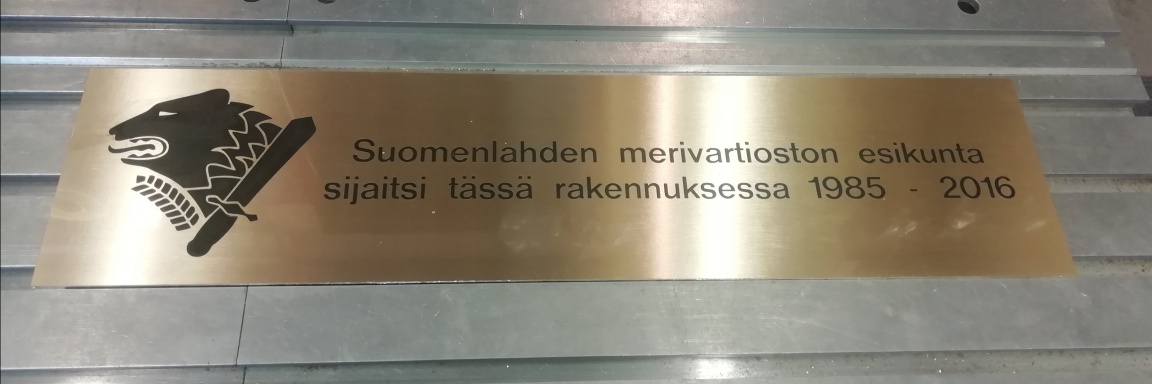 Suomenlahden merivartioston esikunta
sijaitsi tässä rakennuksessa 1985 - 2016